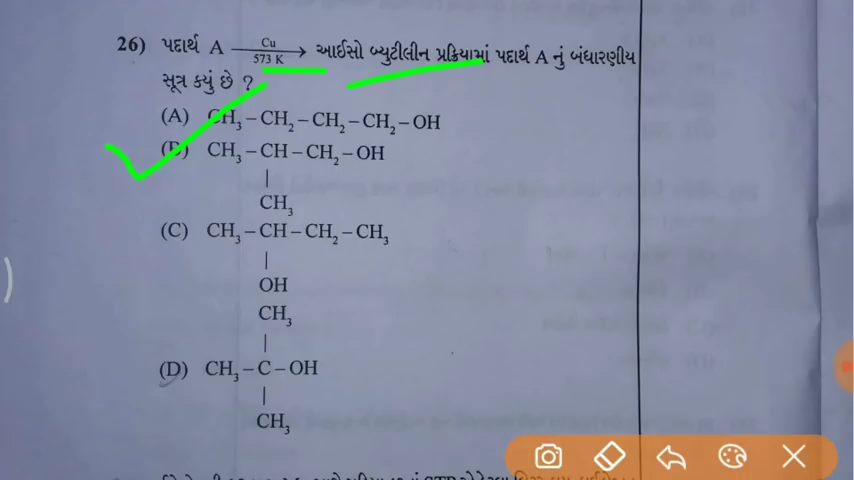 26) પદાર્થ A Cu 573 K આઈસો બ્યુટીલીન પ્રક્રિયામાં પદાર્થ A નું બંધારણીય
સૂત્ર કયું છે ?
(A) CH₃ – CH₂ – CH₂ – CH₂ – OH
(B) CH₃ – CH – CH₂ – OH
|
CH₃
(C) CH₃ – CH – CH₂ – CH₃
|
OH
CH₃
|
(D) CH₃ – C – OH
|
CH₃